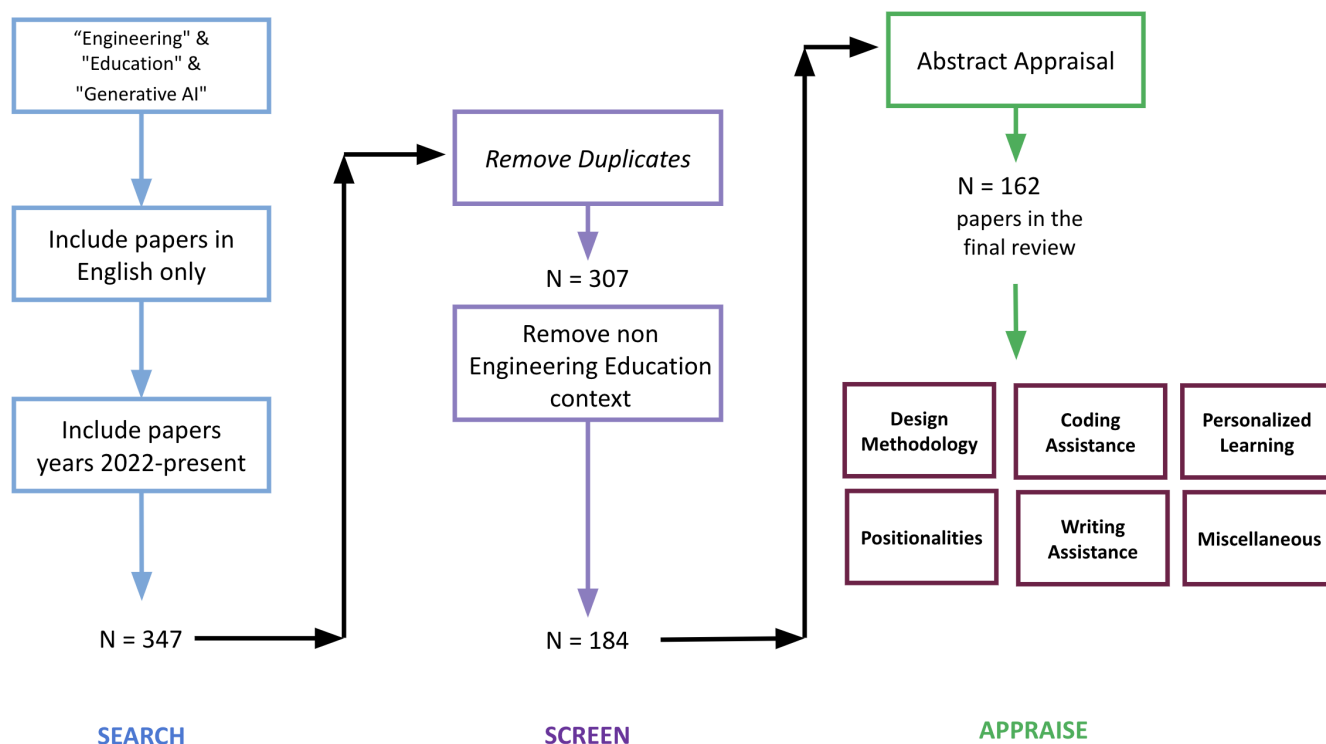 “Engineering" &
"Education" &
"Generative AI"
Include papers in
English only
Include papers
years 2022-present
N = 347
SEARCH
Remove Duplicates
N = 307
Remove non
Engineering Education
context
N = 184
SCREEN
Abstract Appraisal
N = 162
papers in the
final review
Design
Methodology
Coding
Assistance
Personalized
Learning
Positionalities
Writing
Assistance
Miscellaneous
APPRAISE